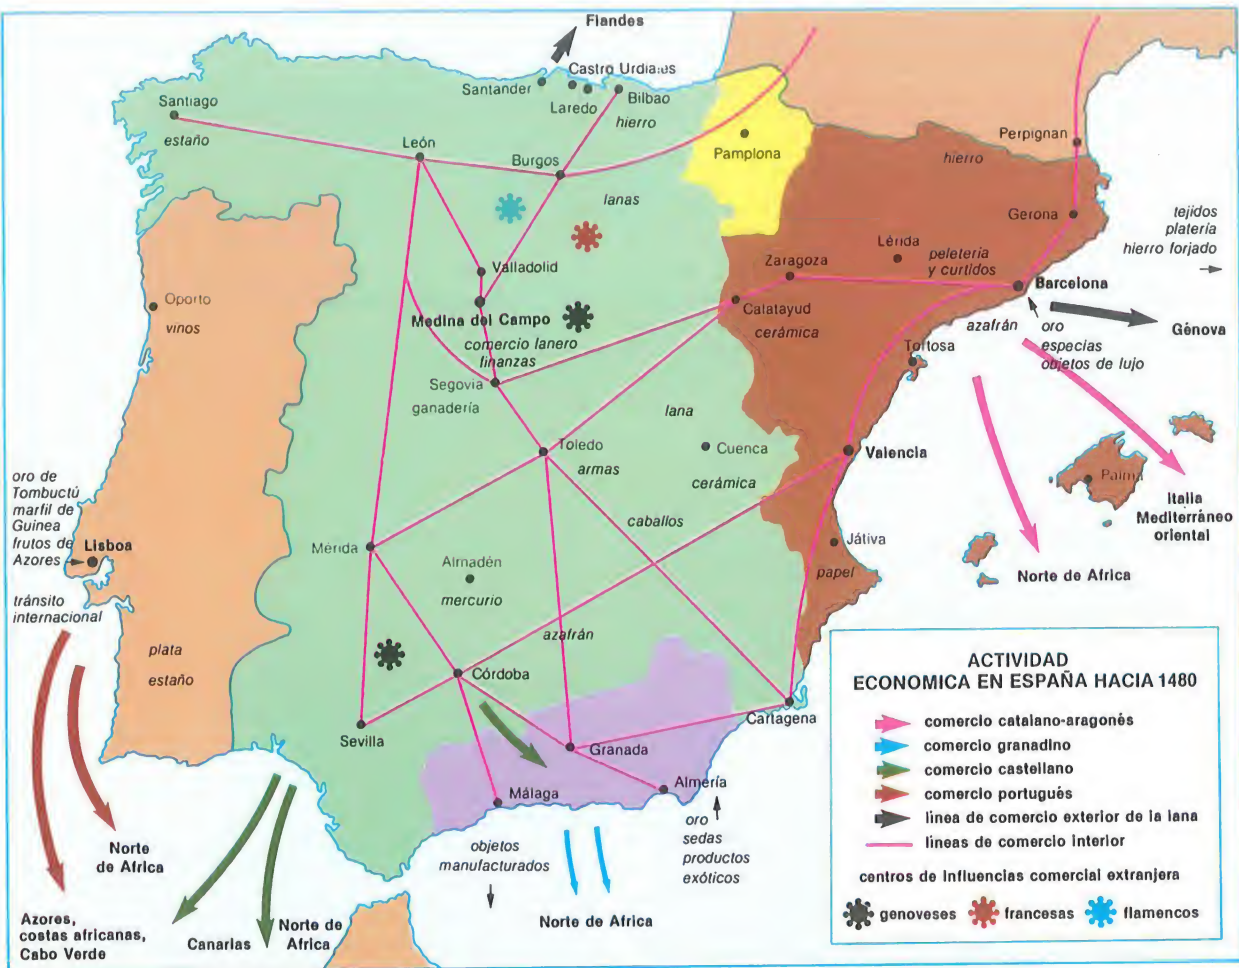 Flandes
Castro Urdiales
Santander
Laredo
Bilbao
hierro
Santiago
estaño
León
Burgos
Pamplona
Perpignan
hierro
lanas
Gerona
tejidos
platería
hierro forjado
Valladolid
Zaragoza
Lérida
peletería
y curtidos
Barcelona
Oporto
vinos
Medina del Campo
comercio lanero
finanzas
Calatayud
cerámica
azafrán
oro
especias
objetos de lujo
Génova
Tortosa
Segovia
ganadería
lana
Toledo
armas
Cuenca
cerámica
Valencia
Palma
Italia
Mediterráneo
oriental
oro de
Tombuctú
marfil de
Guinea
frutos de
Azores
Lisboa
caballos
Mérida
Almadén
mercurio
Játiva
papel
Norte de Africa
tránsito
internacional
plata
estaño
azafrán
Córdoba
Sevilla
Granada
Cartagena
Málaga
Almería
oro
sedas
productos
exóticos
objetos
manufacturados
Norte de Africa
Norte
de Africa
Azores,
costas africanas,
Cabo Verde
Canarias
Norte de
Africa
ACTIVIDAD
ECONOMICA EN ESPAÑA HACIA 1480
comercio catalano-aragonés
comercio granadino
comercio castellano
comercio portugués
linea de comercio exterior de la lana
lineas de comercio interior
centros de influencias comercial extranjera
genoveses
francesas
flamencos